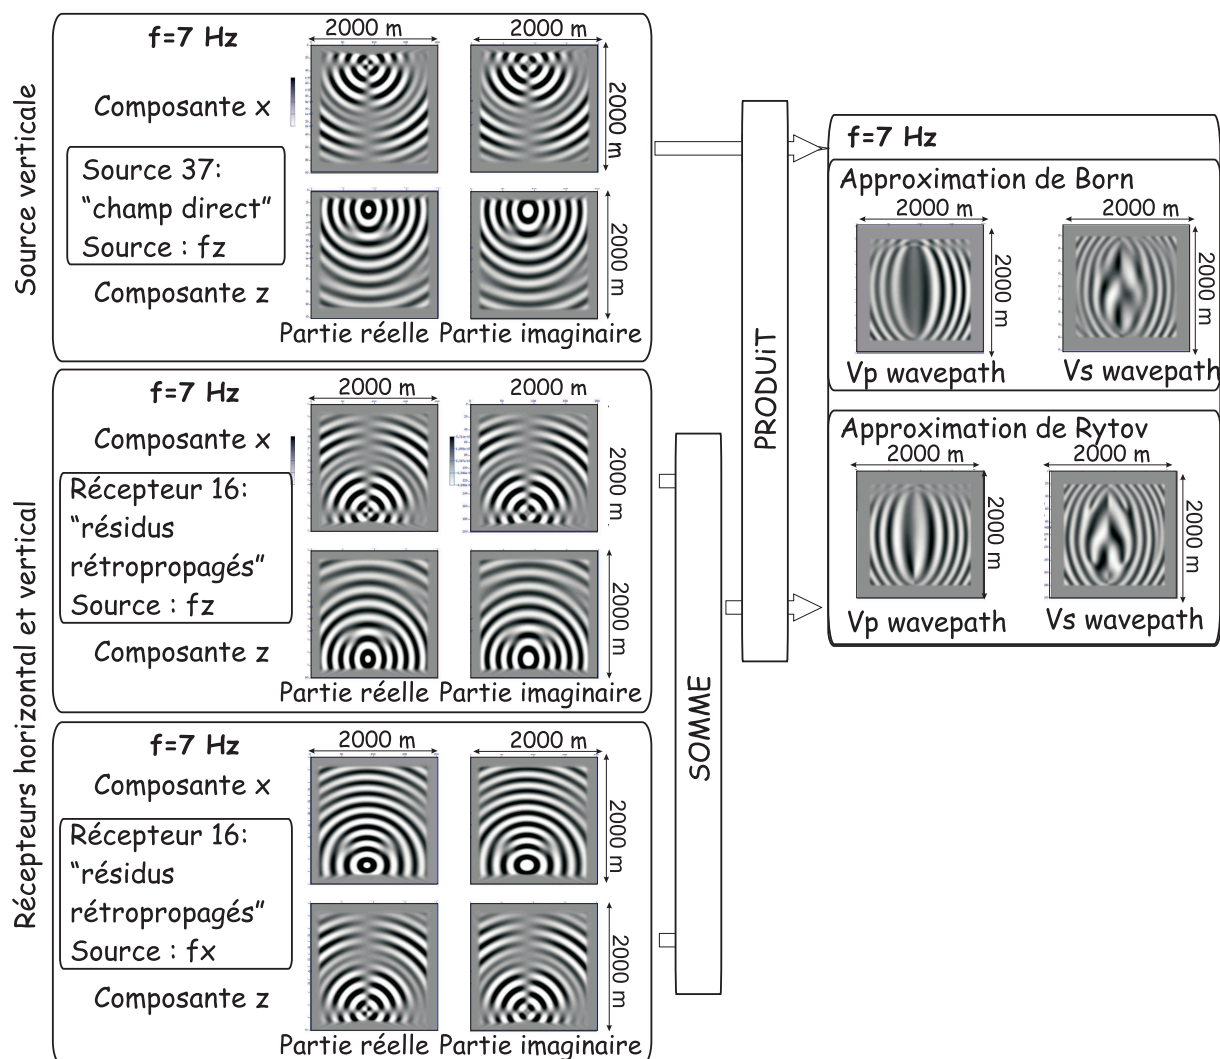 Source verticale
f=7 Hz
2000 m
2000 m
Composante x
2000 m
Source 37:
"champ direct"
Source : fz
Composante z
2000 m
Partie réelle
Partie imaginaire
Récepteurs horizontal et vertical
f=7 Hz
2000 m
2000 m
Composante x
2000 m
Récepteur 16:
"résidus
rétropropagés"
Source : fz
Composante z
2000 m
Partie réelle
Partie imaginaire
f=7 Hz
2000 m
2000 m
Composante x
2000 m
Récepteur 16:
"résidus
rétropropagés"
Source : fx
Composante z
2000 m
Partie réelle
Partie imaginaire
SOMME
PRODUiT
f=7 Hz
Approximation de Born
2000 m
2000 m
2000 m
2000 m
Vp wavepath
Vs wavepath
Approximation de Rytov
2000 m
2000 m
2000 m
2000 m
Vp wavepath
Vs wavepath